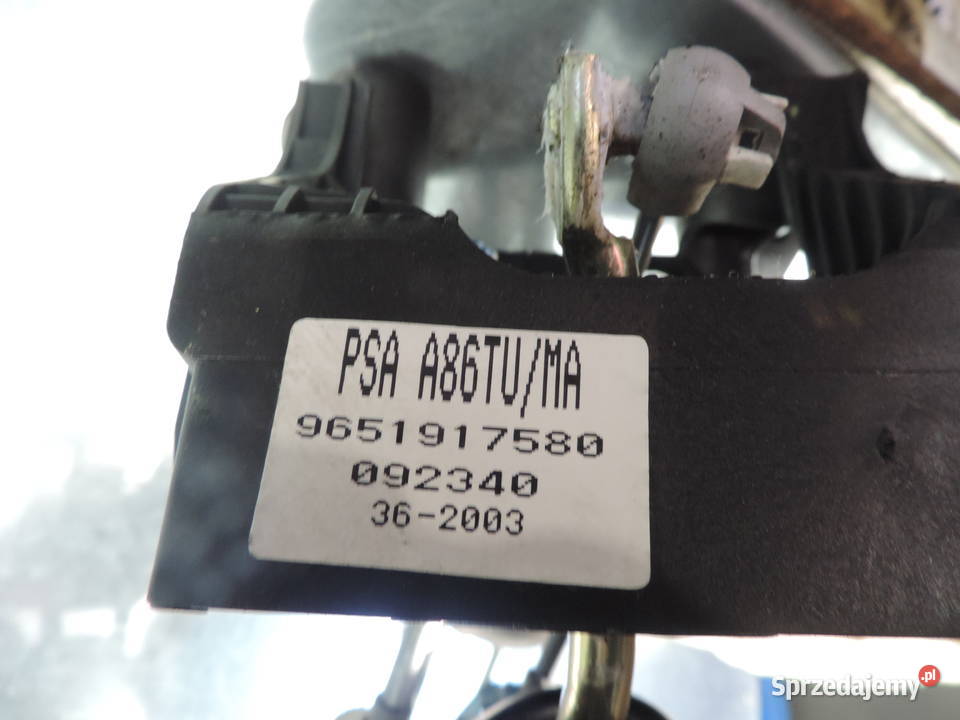 PSA A86TU/MA
9651917580
092340
36-2003
Sprzedajemy.pl